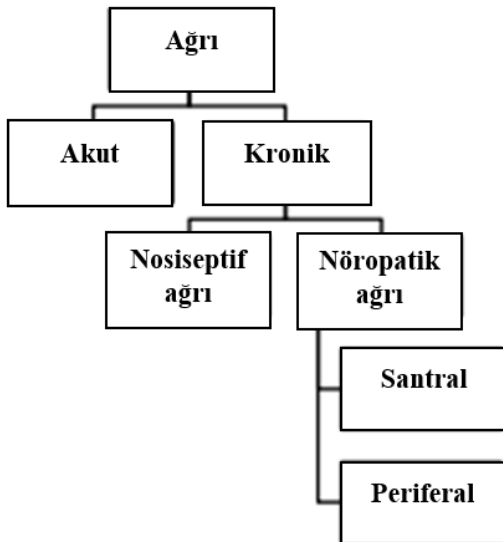 Ağrı
Akut
Kronik
Nosiseptif
ağrı
Nöropatik
ağrı
Santral
Periferal